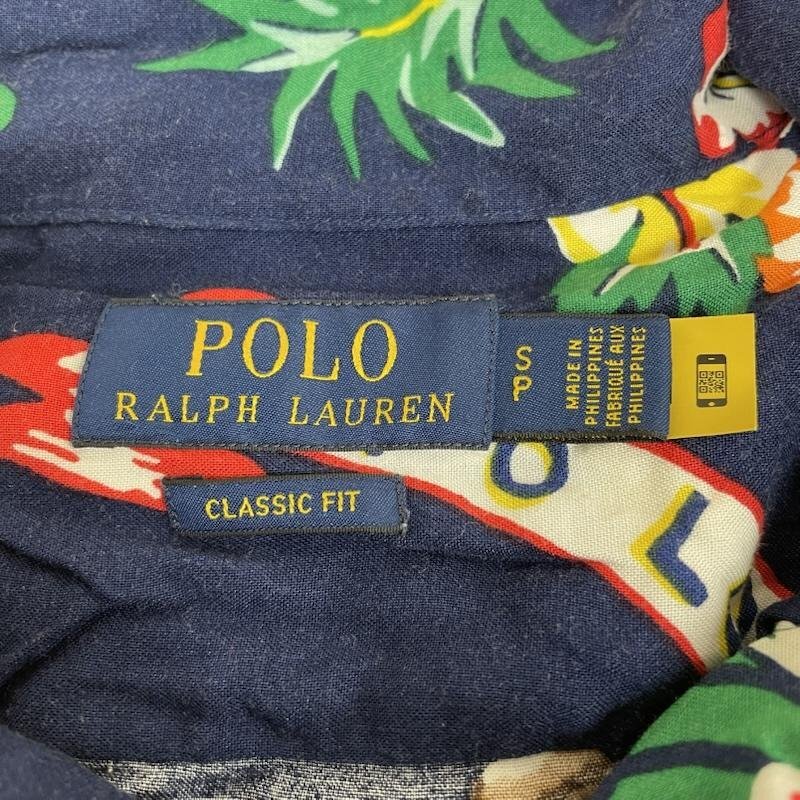 POLO
RALPH LAUREN
S
P
MADE IN
PHILIPPINES
FABRIQUÉ AUX
PHILIPPINES
CLASSIC FIT
O
L